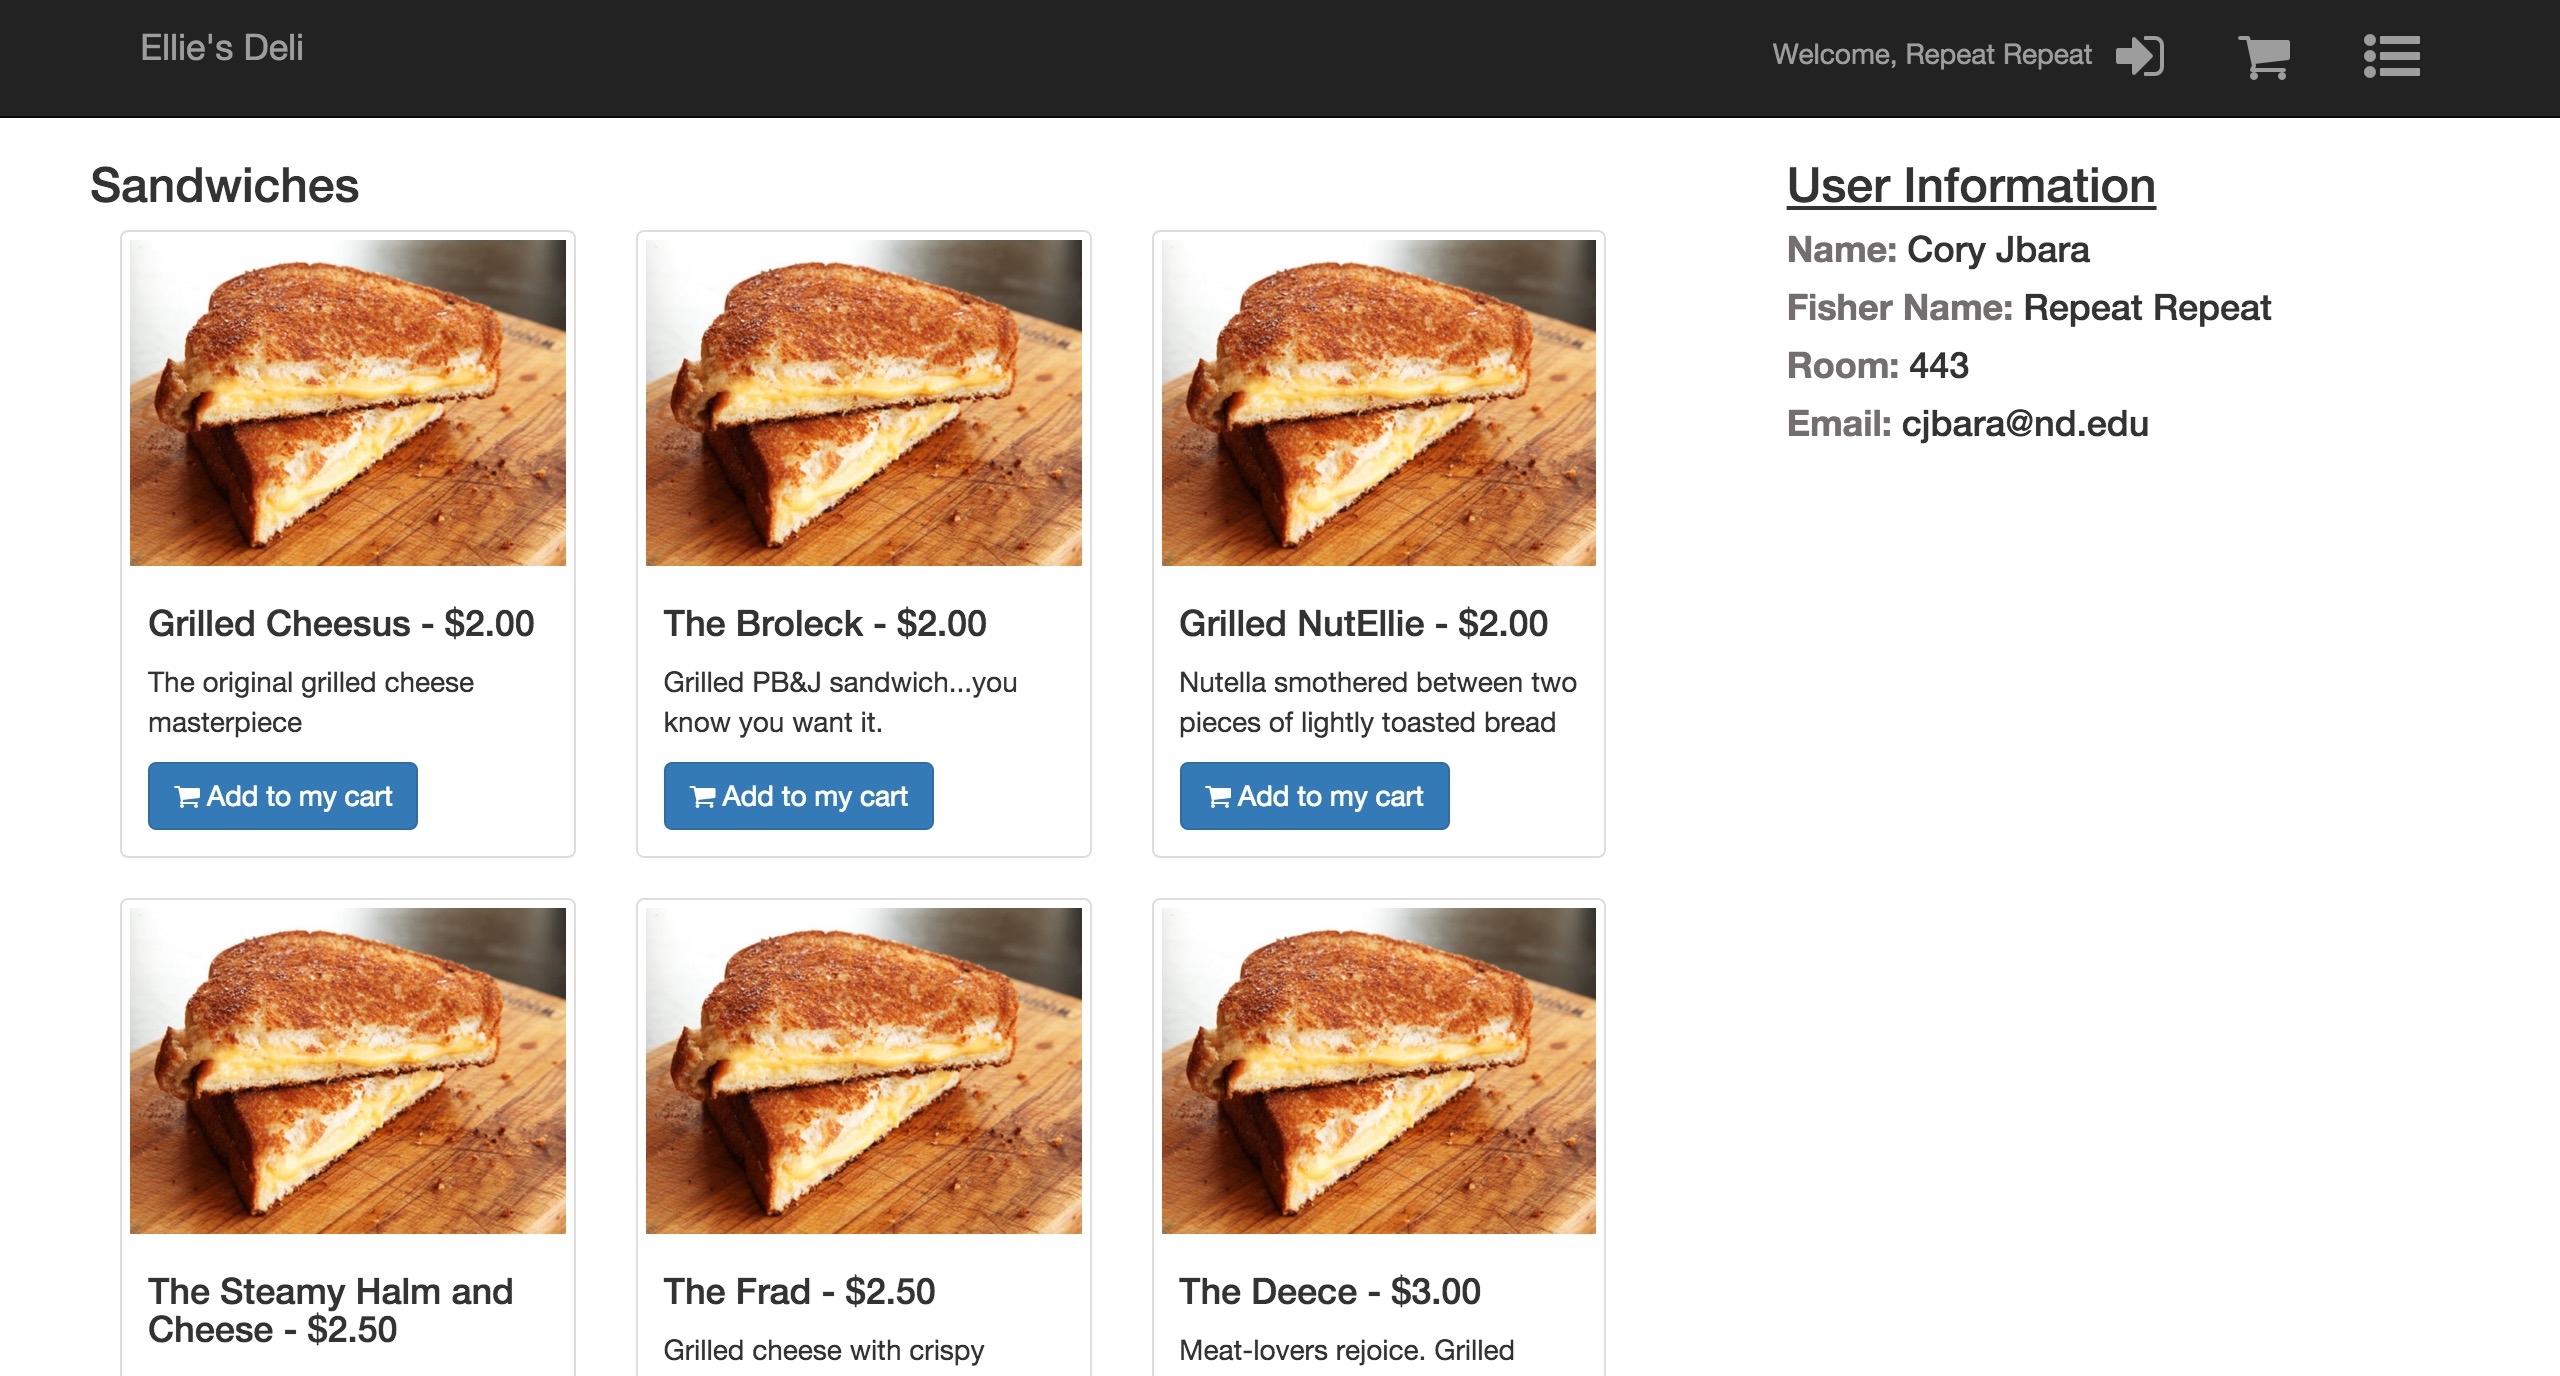 Ellie's Deli
Welcome, Repeat Repeat
Sandwiches
Grilled Cheesus - $2.00
The original grilled cheese
masterpiece
Add to my cart
The Broleck - $2.00
Grilled PB&J sandwich...you
know you want it.
Add to my cart
Grilled NutEllie - $2.00
Nutella smothered between two
pieces of lightly toasted bread
Add to my cart
The Steamy Halm and
Cheese - $2.50
The Frad - $2.50
Grilled cheese with crispy
The Deece - $3.00
Meat-lovers rejoice. Grilled
User Information
Name: Cory Jbara
Fisher Name: Repeat Repeat
Room: 443
Email: cjbara@nd.edu